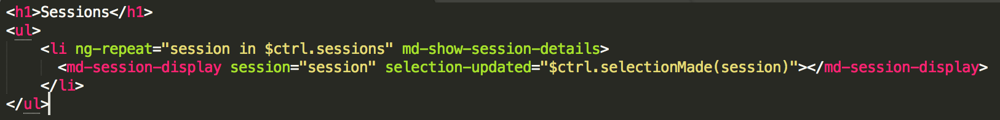 <h1>Sessions</h1>
<ul>
    <li ng-repeat="session in $ctrl.sessions" md-show-session-details>
      <md-session-display session="session" selection-updated="$ctrl.selectionMade(session)"></md-session-display>
    </li>
</ul>